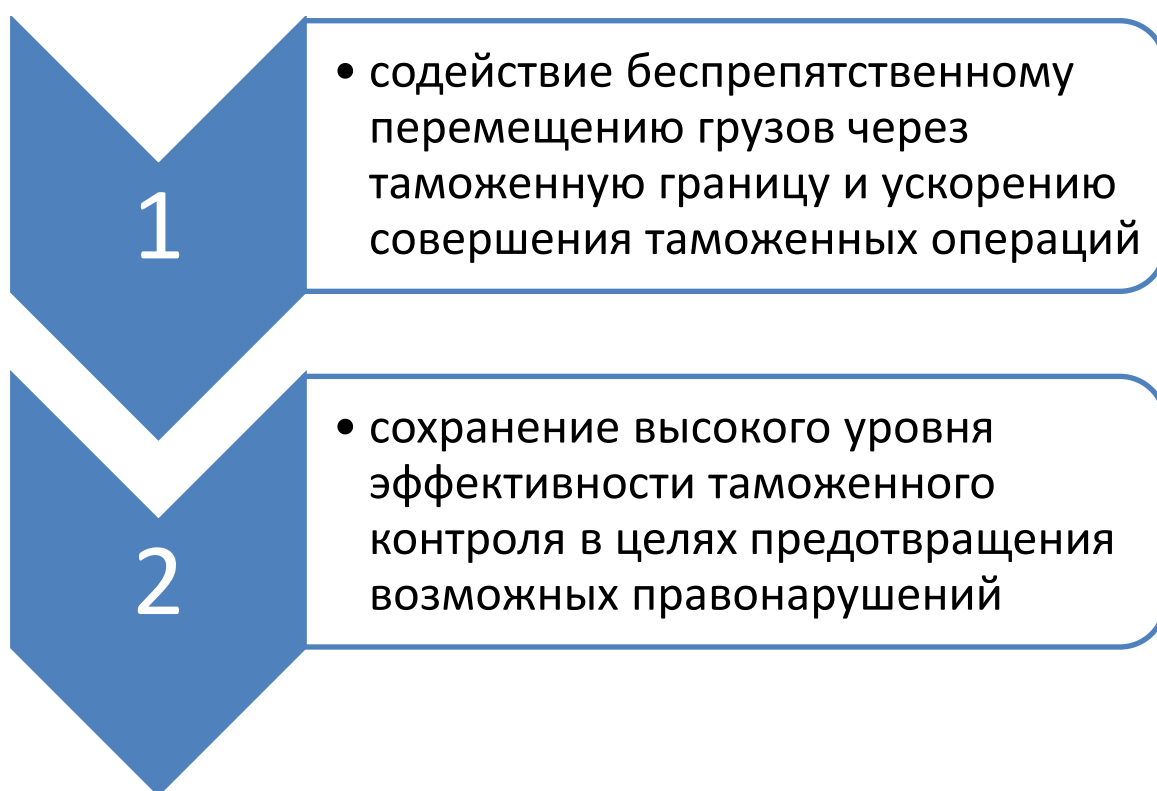 1
• содействие беспрепятственному
перемещению грузов через
таможенную границу и ускорению
совершения таможенных операций
2
• сохранение высокого уровня
эффективности таможенного
контроля в целях предотвращения
возможных правонарушений